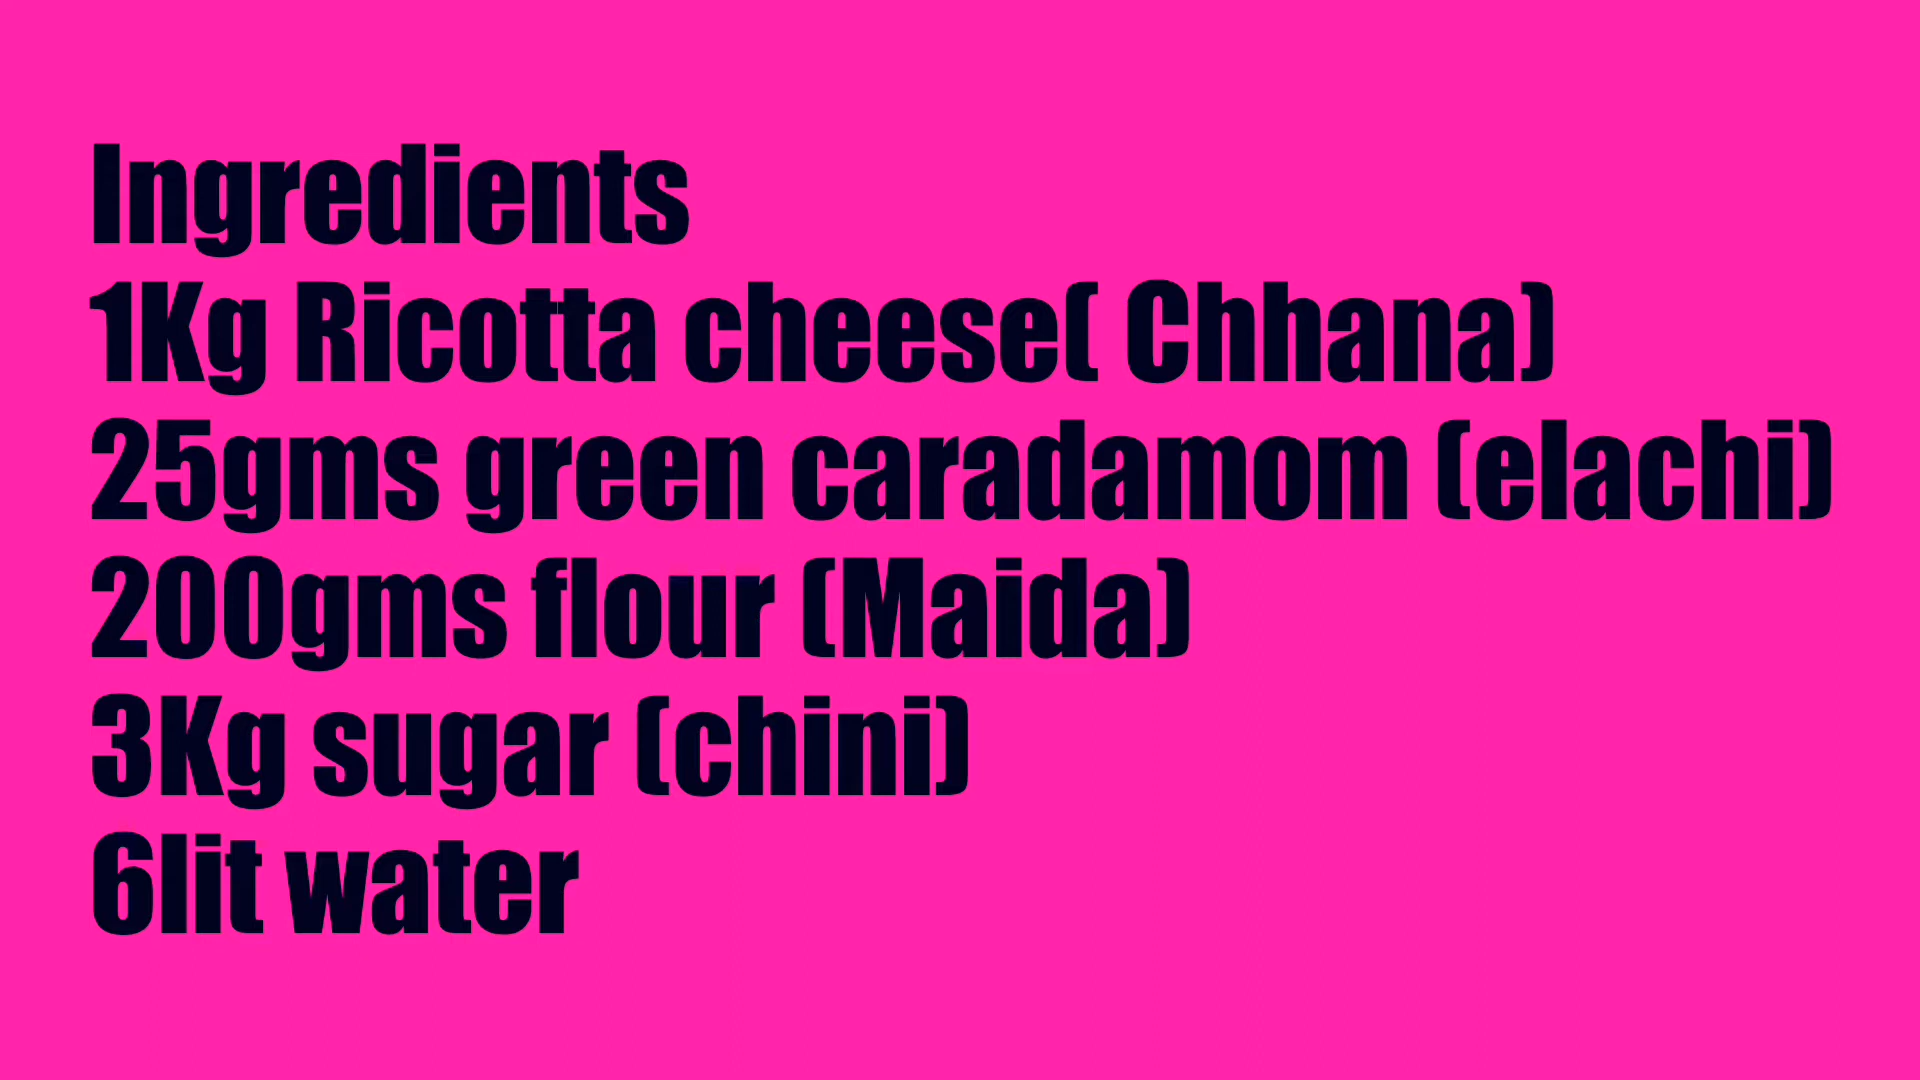 Ingredients
1Kg Ricotta cheese( Chhana)
25gms green caradamom (elachi)
200gms flour (Maida)
3Kg sugar (chini)
6lit water